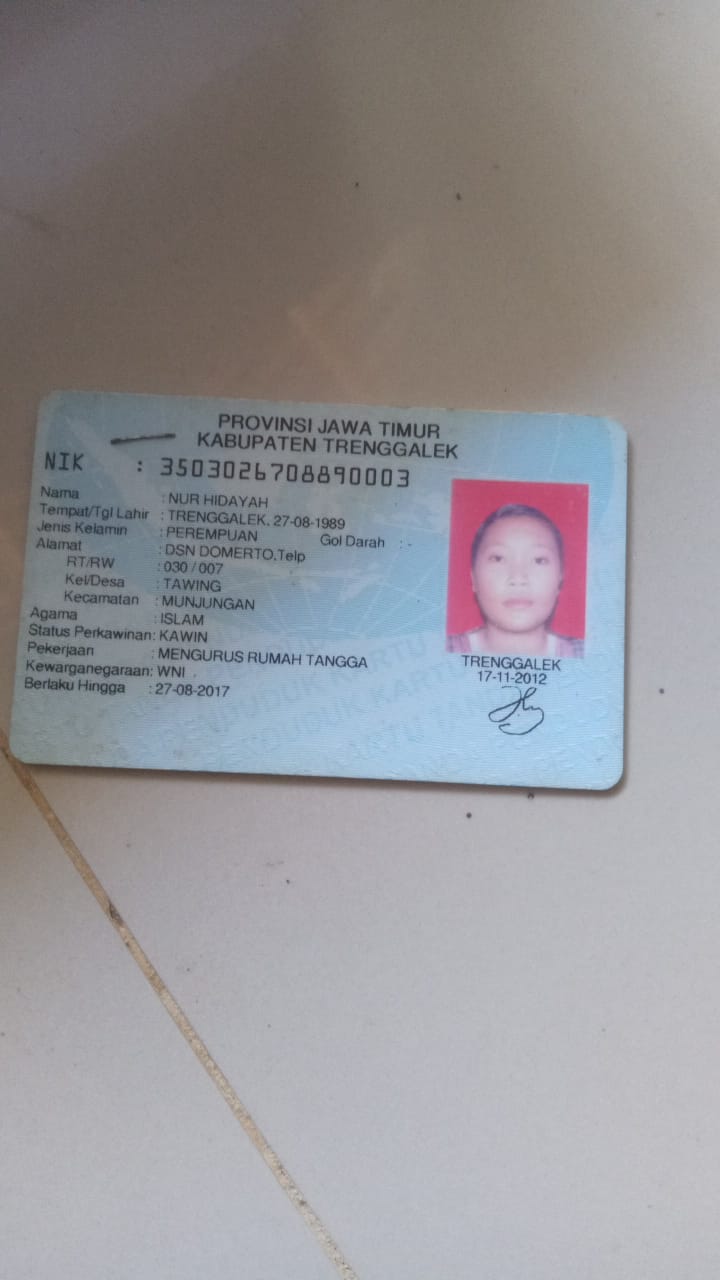 PROVINSI JAWA TIMUR
KABUPATEN TRENGGALEK
NIK : 3503026708890003
Nama : NUR HIDAYAH
Tempat/Tgl Lahir : TRENGGALEK, 27-08-1989
Jenis Kelamin : PEREMPUAN Gol Darah : -
Alamat : DSN DOMERTO,Telp
RT/RW : 030 / 007
Kel/Desa : TAWING
Kecamatan : MUNJUNGAN
Agama : ISLAM
Status Perkawinan: KAWIN
Pekerjaan : MENGURUS RUMAH TANGGA
Kewarganegaraan: WNI
Berlaku Hingga : 27-08-2017
TRENGGALEK
17-11-2012